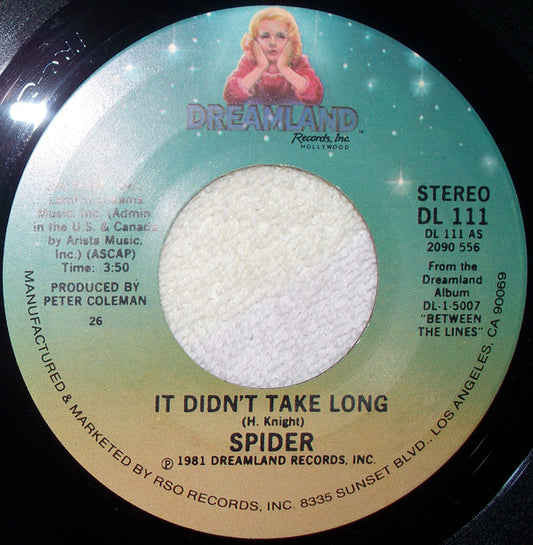 DREAMLAND
Records, Inc.
HOLLYWOOD
Music, Inc. (Admin.
in the U.S. & Canada
by Arista Music,
Inc.) (ASCAP)
Time: 3:50
PRODUCED BY
PETER COLEMAN
26
STEREO
DL 111
DL 111 AS
2090 556
From the
Dreamland
Album
DL-1-5007
"BETWEEN
THE LINES"
IT DIDN'T TAKE LONG
(H. Knight)
SPIDER
℗ 1981 DREAMLAND RECORDS, INC.
MANUFACTURED & MARKETED BY RSO RECORDS, INC. 8335 SUNSET BLVD., LOS ANGELES, CA 90069